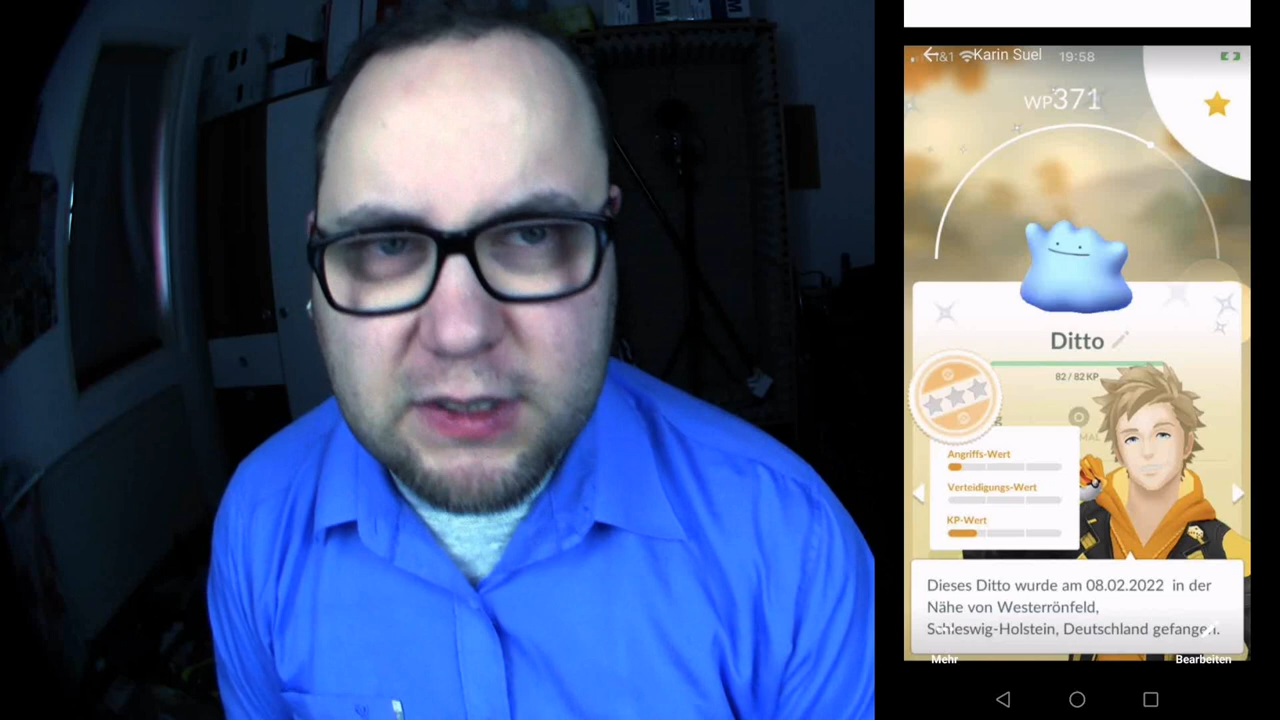 1&1 Karin Suel 19:58
WP371
Ditto
82 / 82 KP
Angriffs-Wert
Verteidigungs-Wert
KP-Wert
Dieses Ditto wurde am 08.02.2022 in der
Nähe von Westerrönfeld,
Schleswig-Holstein, Deutschland gefangen.
Mehr Bearbeiten